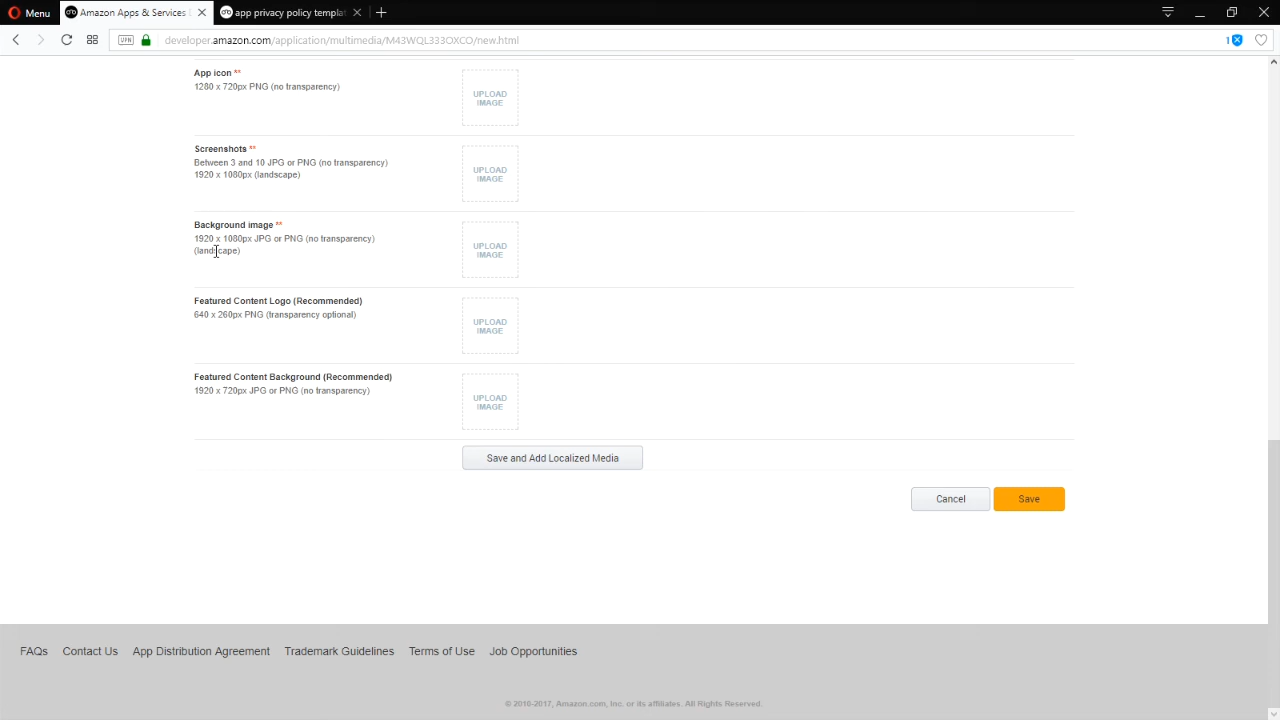 Menu
Amazon Apps & Services
app privacy policy templat
VPN
developer.amazon.com/application/multimedia/M43WQL333OXCO/new.html
1
App icon **
1280 x 720px PNG (no transparency)
UPLOAD
IMAGE
Screenshots **
Between 3 and 10 JPG or PNG (no transparency)
1920 x 1080px (landscape)
UPLOAD
IMAGE
Background image **
1920 x 1080px JPG or PNG (no transparency)
(landscape)
UPLOAD
IMAGE
Featured Content Logo (Recommended)
640 x 260px PNG (transparency optional)
UPLOAD
IMAGE
Featured Content Background (Recommended)
1920 x 720px JPG or PNG (no transparency)
UPLOAD
IMAGE
Save and Add Localized Media
Cancel
Save
FAQs Contact Us App Distribution Agreement Trademark Guidelines Terms of Use Job Opportunities
© 2010-2017, Amazon.com, Inc. or its affiliates. All Rights Reserved.